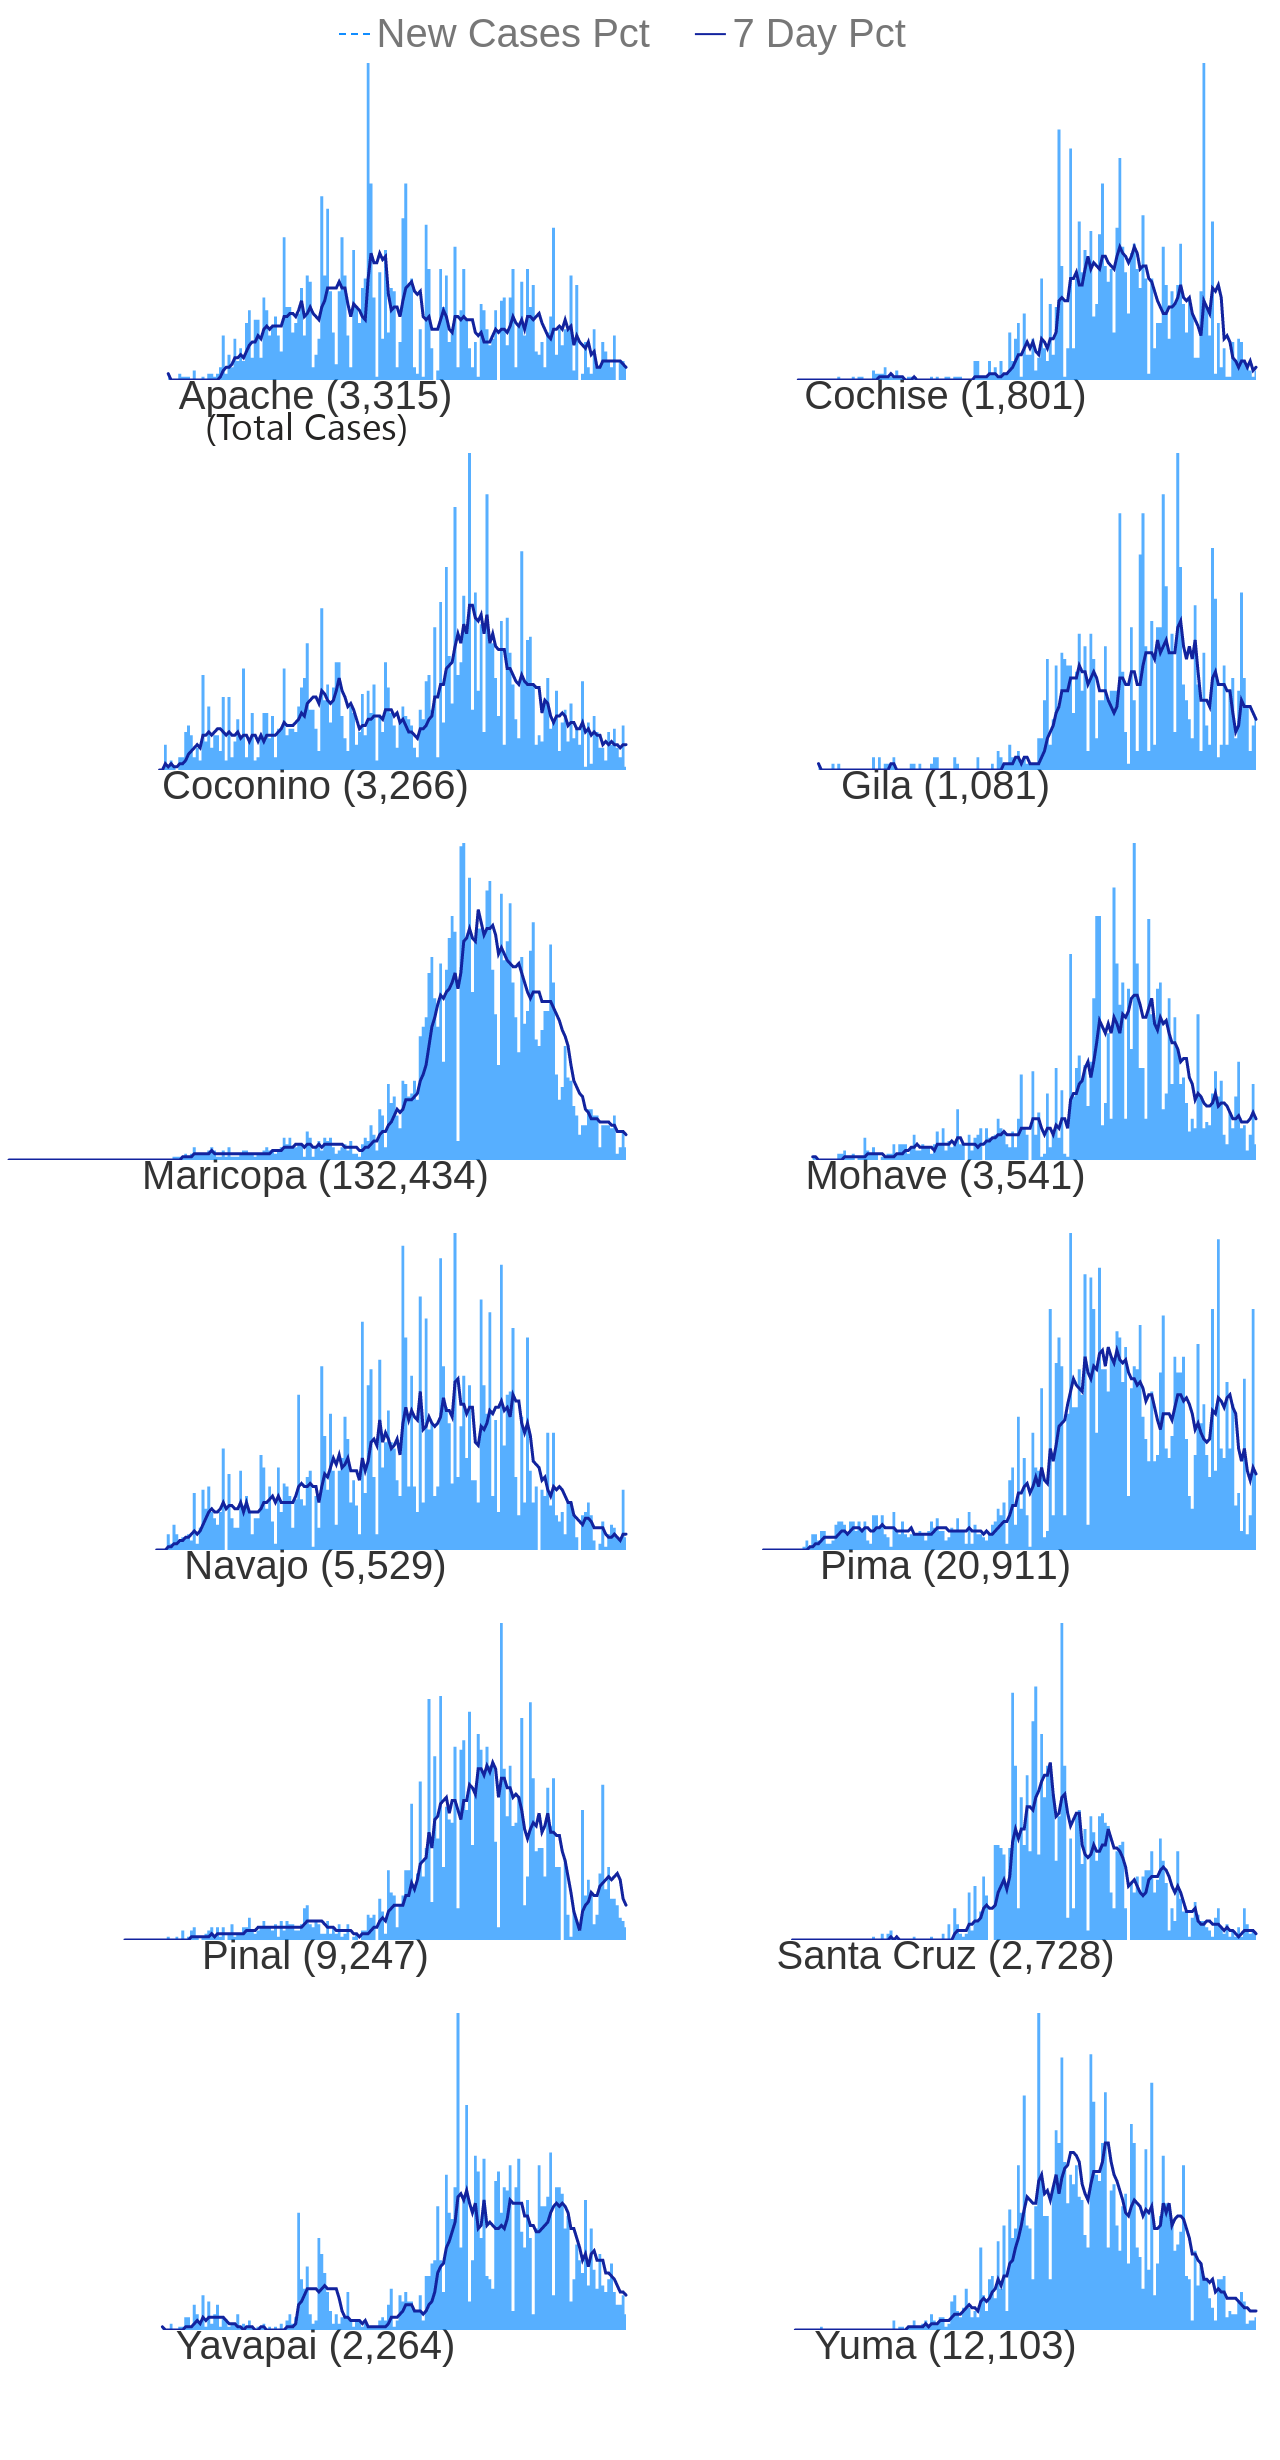 New Cases Pct 7 Day Pct
Apache (3,315) Cochise (1,801)
(Total Cases)
Coconino (3,266) Gila (1,081)
Maricopa (132,434) Mohave (3,541)
Navajo (5,529) Pima (20,911)
Pinal (9,247) Santa Cruz (2,728)
Yavapai (2,264) Yuma (12,103)